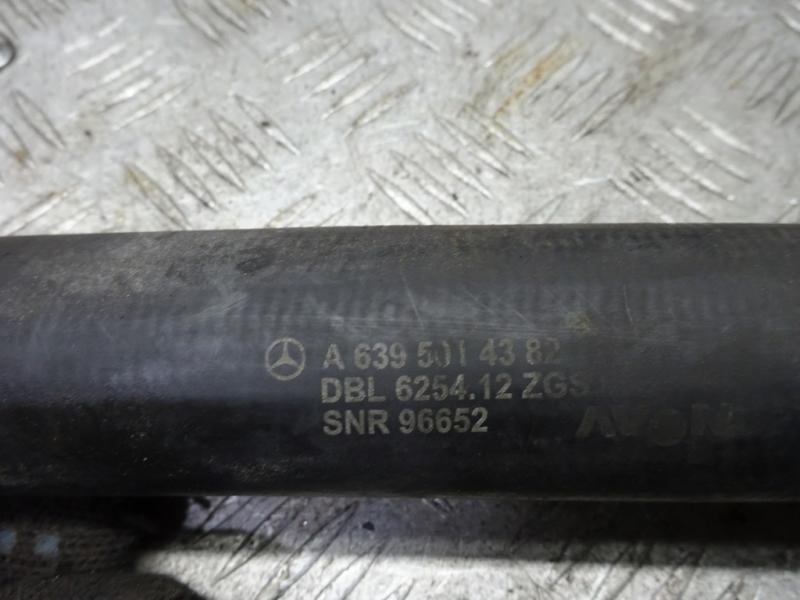 A 639 501 43 82
DBL 6254.12 ZGS
SNR 96652
AVON